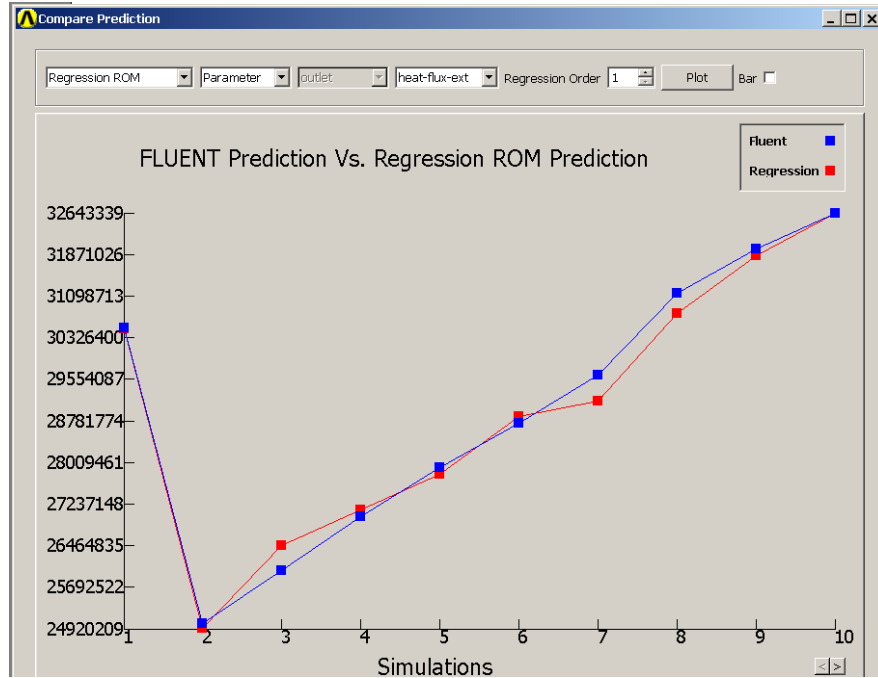 Compare Prediction
Regression ROM Parameter outlet heat-flux-ext Regression Order 1 Plot Bar
FLUENT Prediction Vs. Regression ROM Prediction
Fluent
Regression
32643339
31871026
31098713
30326400
29554087
28781774
28009461
27237148
26464835
25692522
24920209
1 2 3 4 5 6 7 8 9 10
Simulations
< >